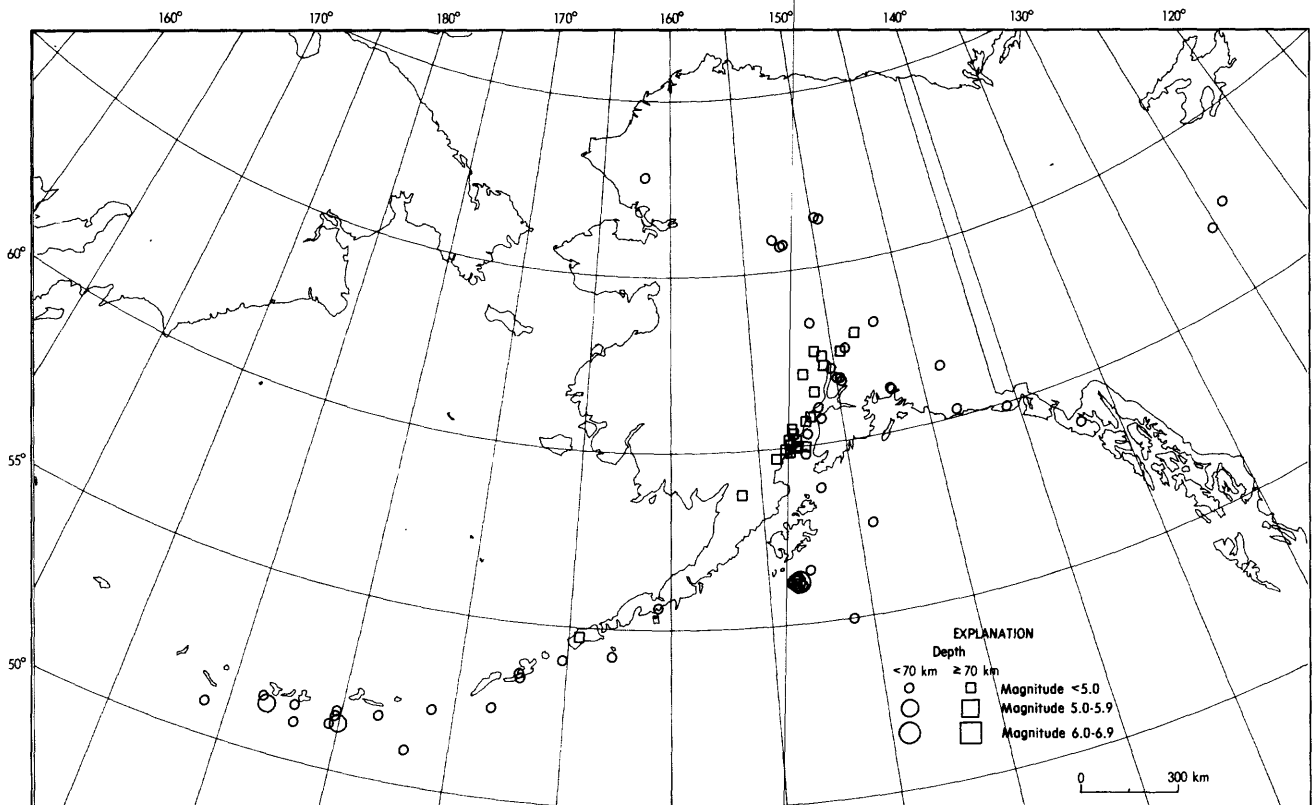 160° 170° 180° 170° 160° 150° 140° 130° 120°
60°
55°
50°
EXPLANATION
Depth
<70 km ≥70 km
Magnitude <5.0
Magnitude 5.0-5.9
Magnitude 6.0-6.9
0 300 km